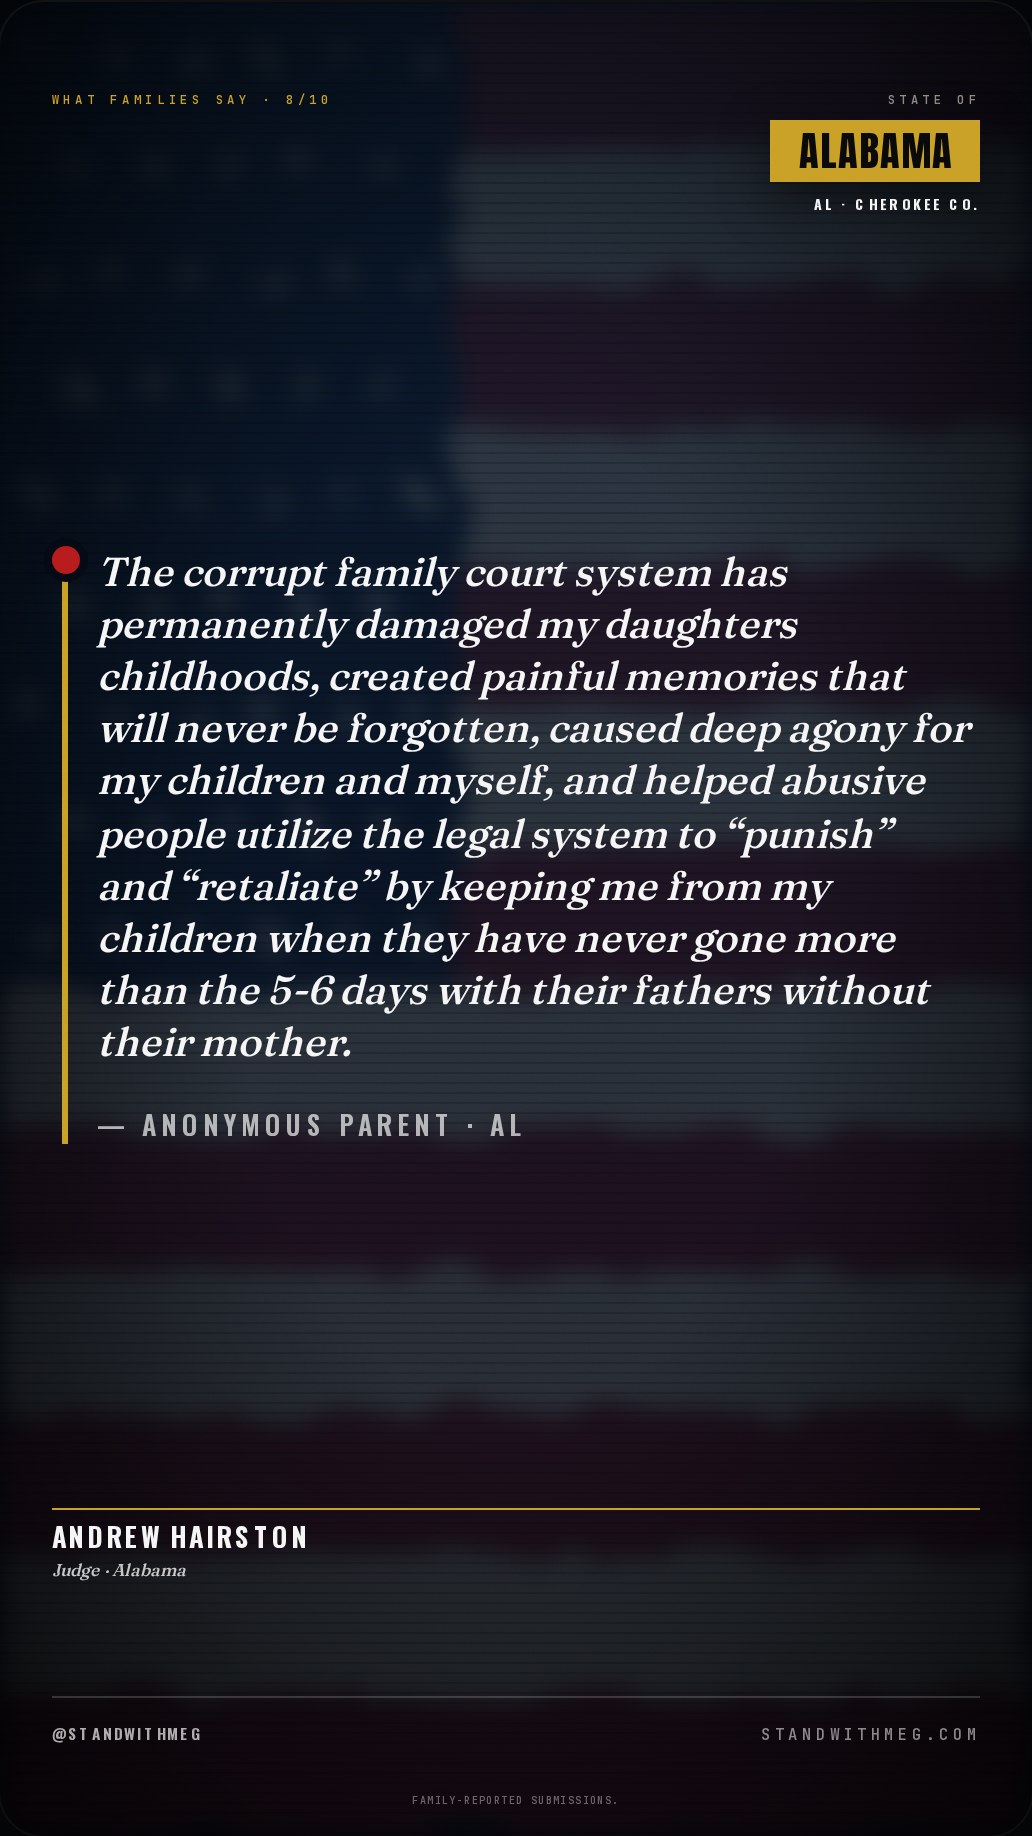 WHAT FAMILIES SAY · 8/10
STATE OF
ALABAMA
AL · CHEROKEE CO.
The corrupt family court system has
permanently damaged my daughters
childhoods, created painful memories that
will never be forgotten, caused deep agony for
my children and myself, and helped abusive
people utilize the legal system to “punish”
and “retaliate” by keeping me from my
children when they have never gone more
than the 5-6 days with their fathers without
their mother.
— ANONYMOUS PARENT · AL
ANDREW HAIRSTON
Judge · Alabama
@STANDWITHMEG
STANDWITHMEG.COM
FAMILY-REPORTED SUBMISSIONS.